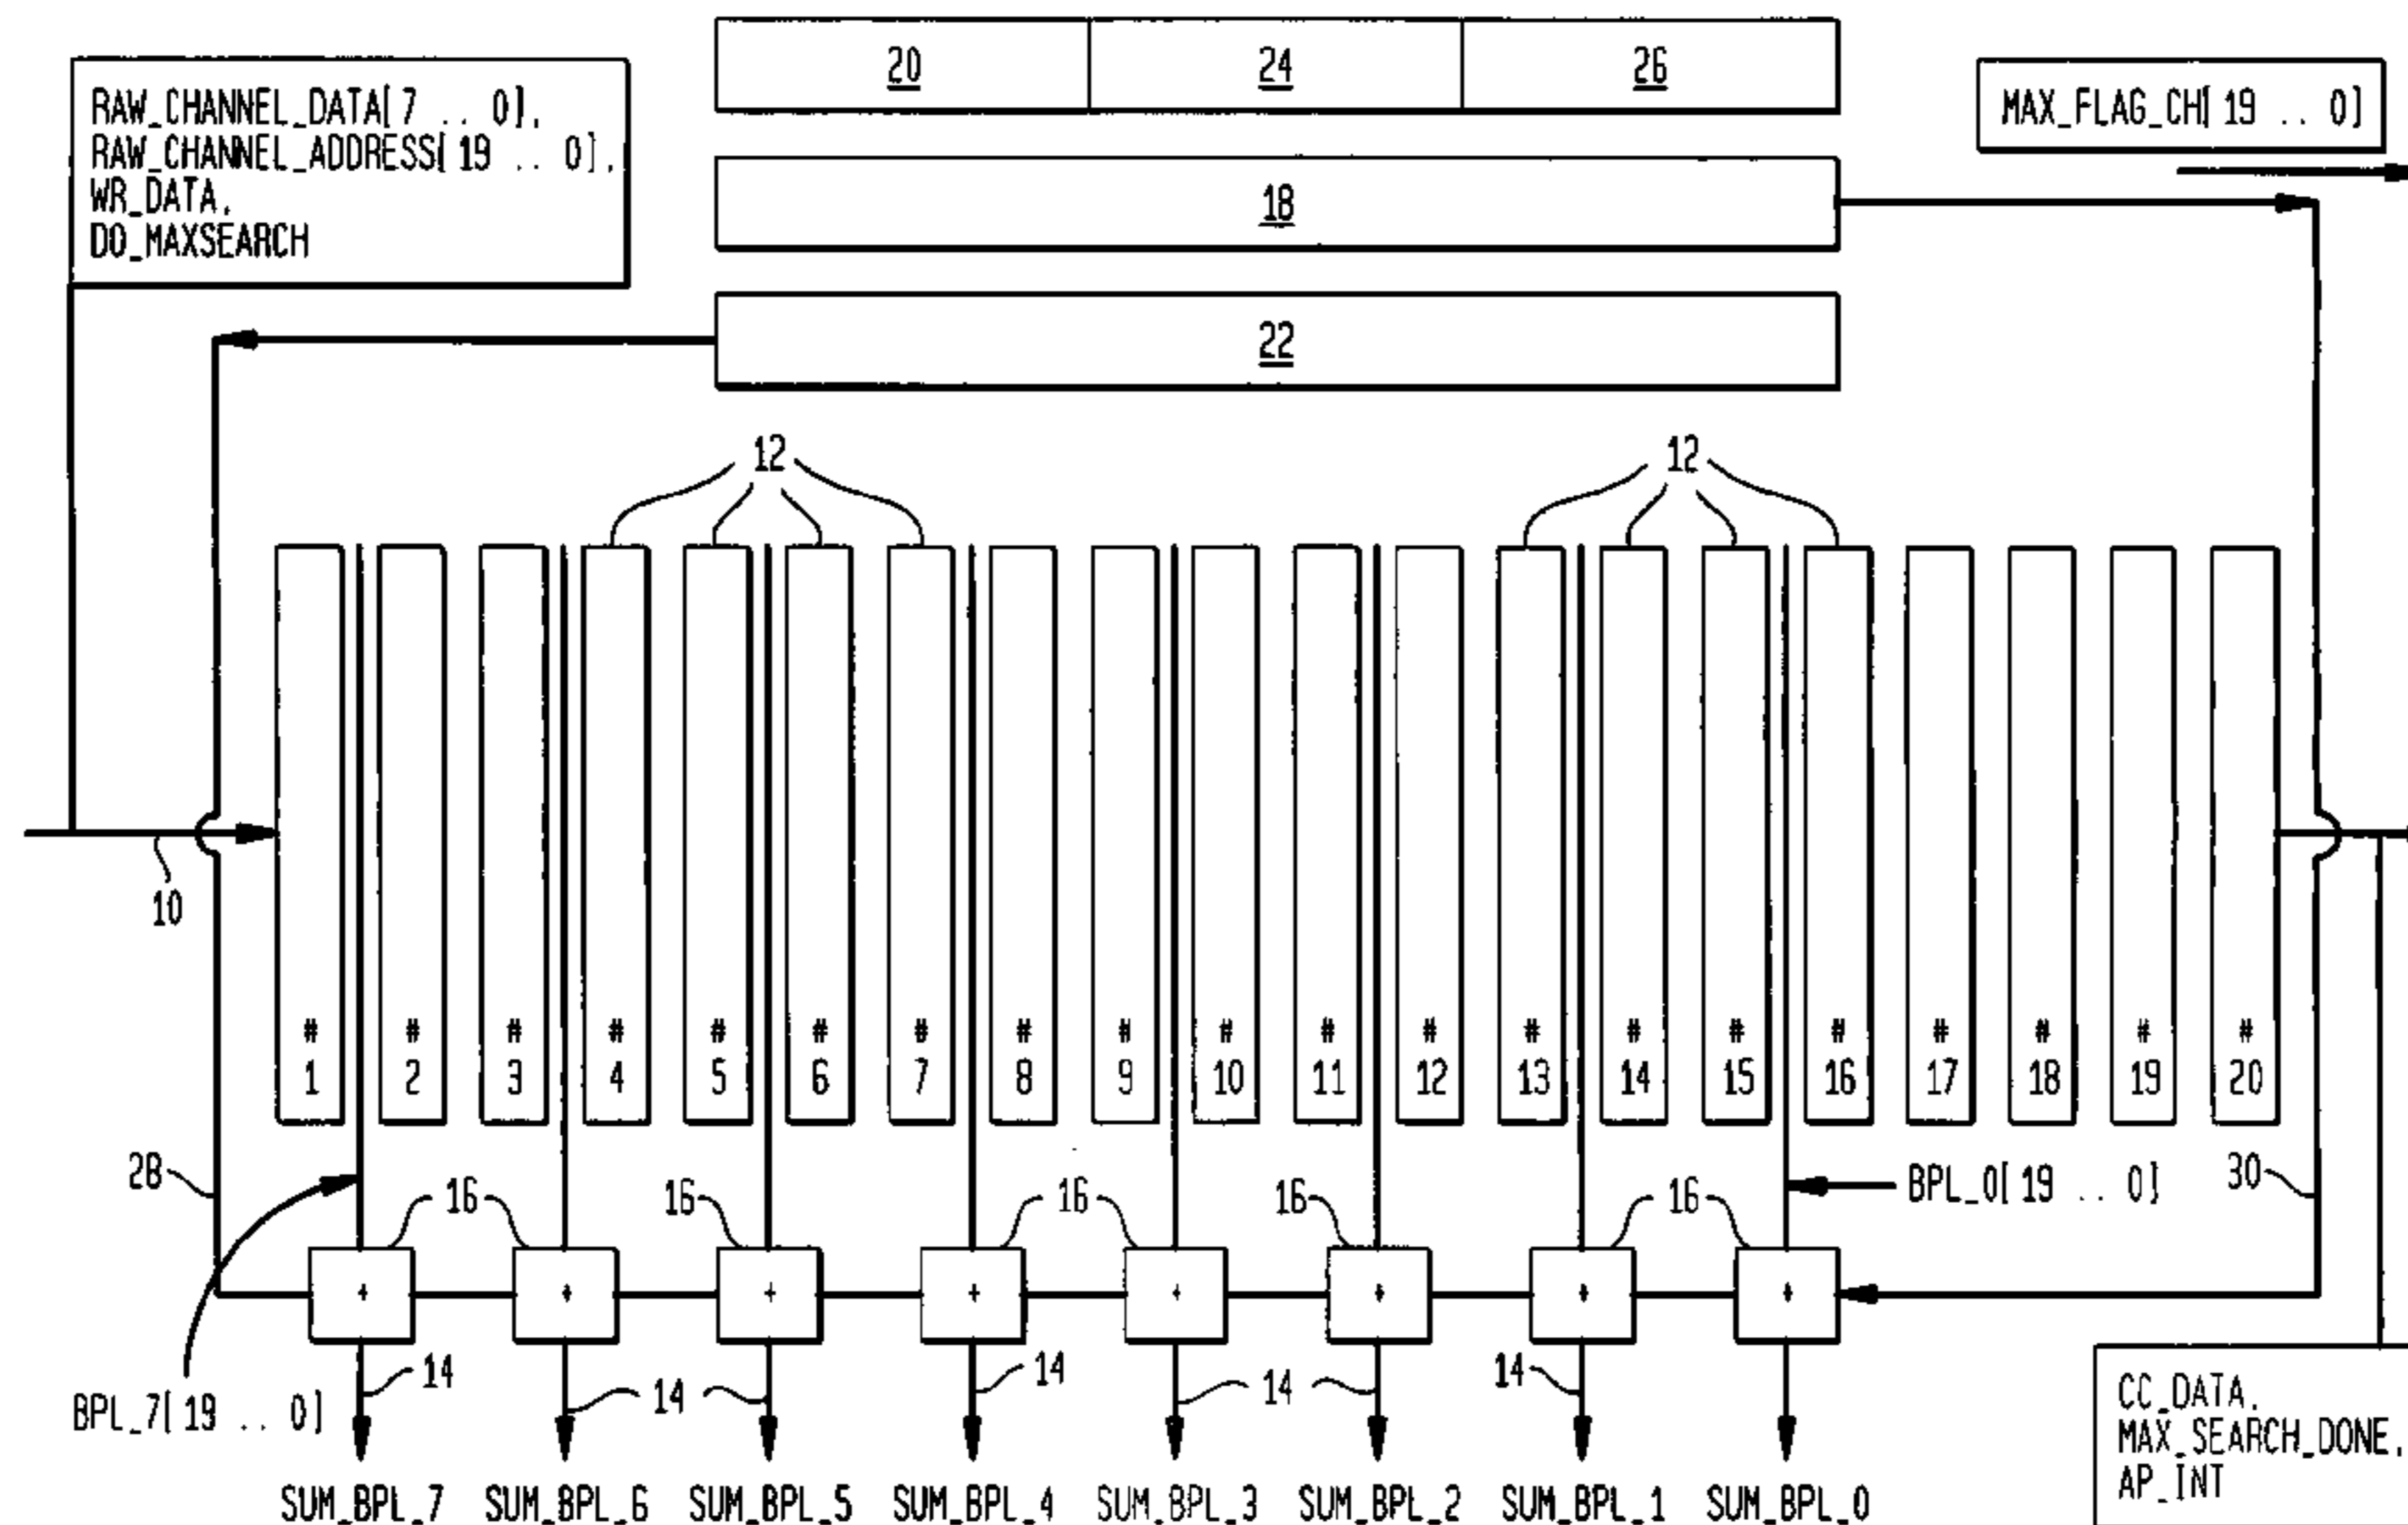 20 24 26
RAW_CHANNEL_DATA[ 7 .. 0],
RAW_CHANNEL_ADDRESS[ 19 .. 0],
WR_DATA,
DO_MAXSEARCH
MAX_FLAG_CH[ 19 .. 0]
18
22
12 12
10
# # # # # # # # # # # # # # # # # # # #
1 2 3 4 5 6 7 8 9 10 11 12 13 14 15 16 17 18 19 20
28 16 16 16 16 16 BPL_0[ 19 .. 0] 30
+ + + + + + + +
BPL_7[ 19 .. 0] 14 14 14 14 14
CC_DATA,
MAX_SEARCH_DONE,
AP_INT
SUM_BPL_7 SUM_BPL_6 SUM_BPL_5 SUM_BPL_4 SUM_BPL_3 SUM_BPL_2 SUM_BPL_1 SUM_BPL_0